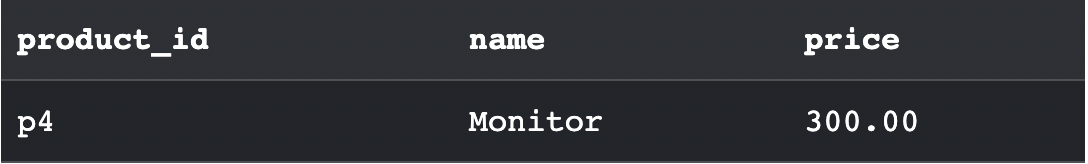 product_id name price
p4 Monitor 300.00